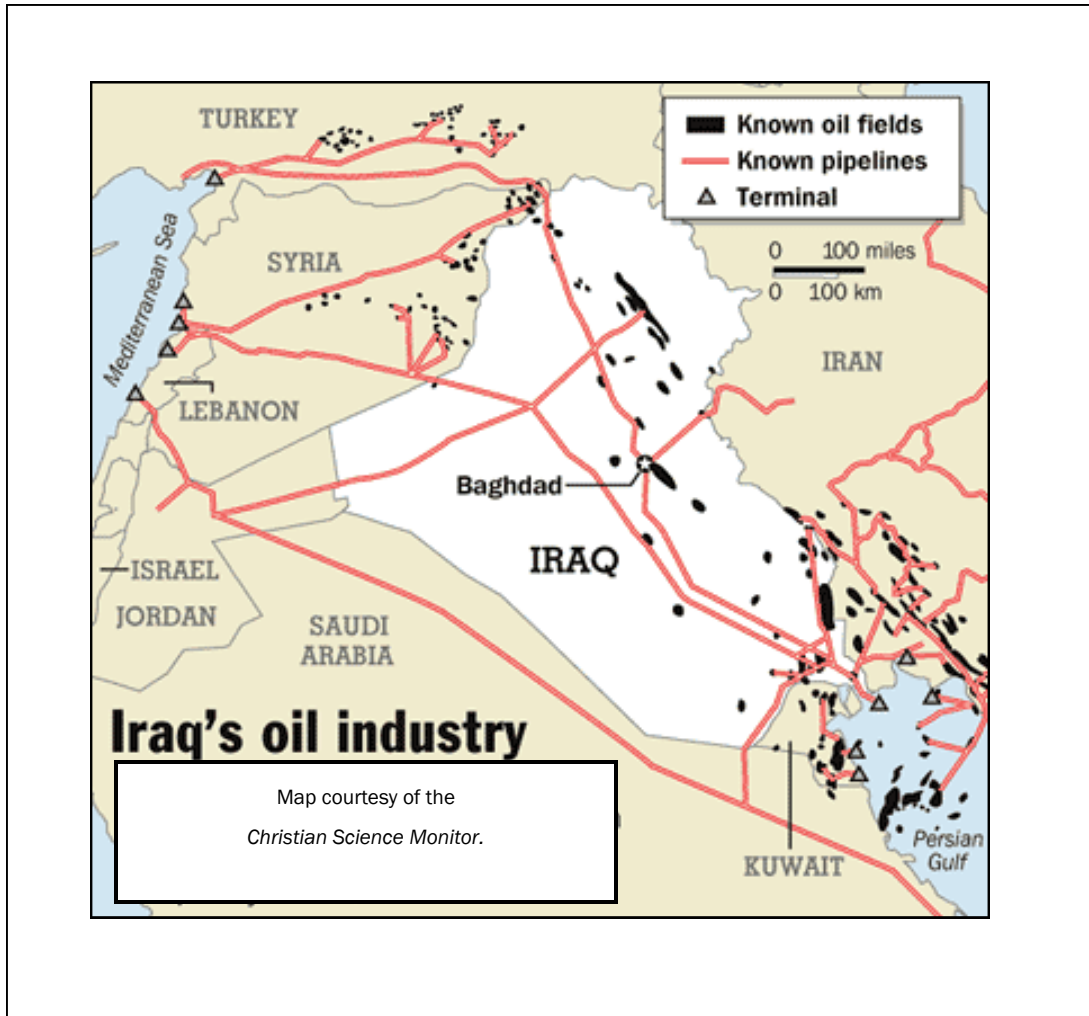 TURKEY
Known oil fields
Known pipelines
Terminal
0 100 miles
0 100 km
Mediterranean Sea
SYRIA
IRAN
LEBANON
Baghdad
IRAQ
ISRAEL
JORDAN
SAUDI
ARABIA
Iraq's oil industry
Map courtesy of the
Christian Science Monitor.
KUWAIT
Persian
Gulf